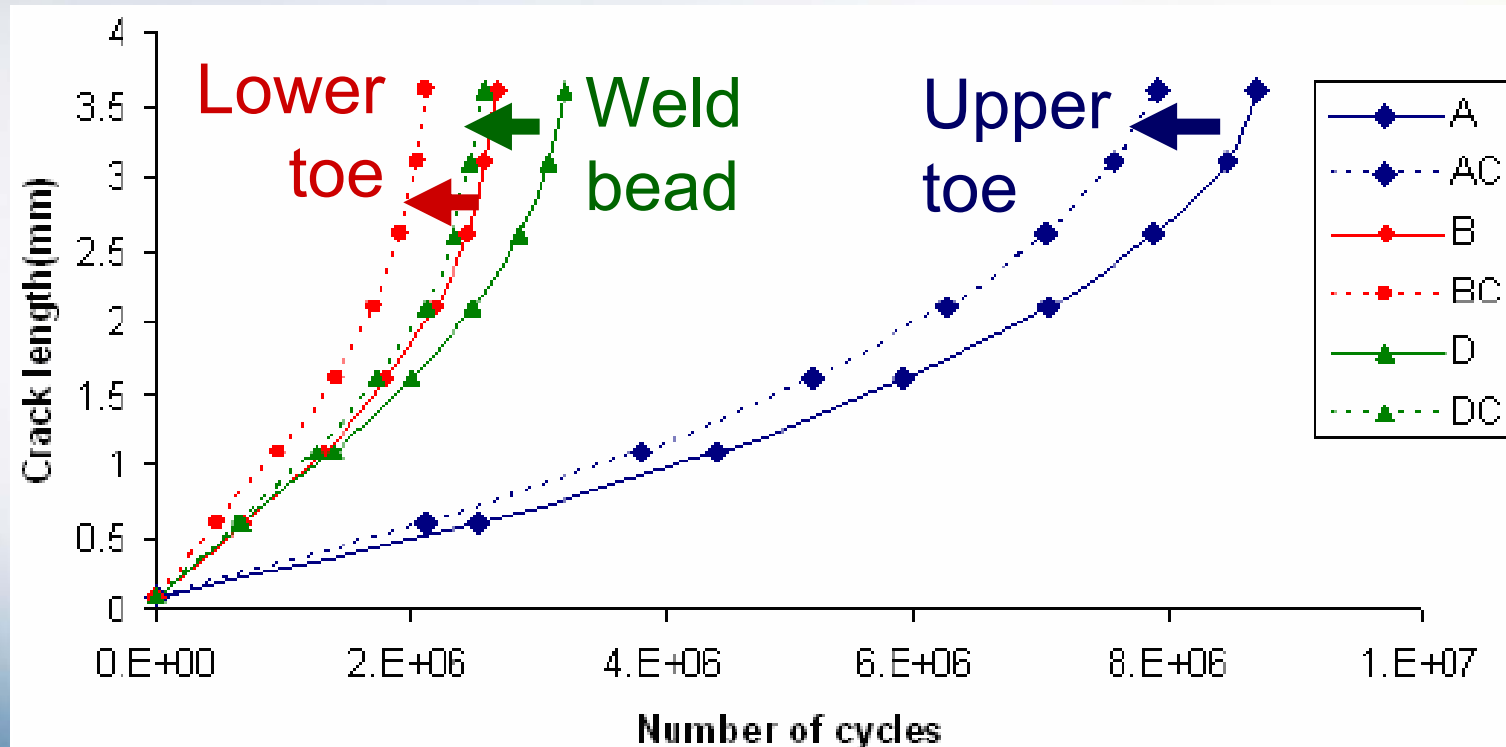 4
3.5
3
2.5
2
1.5
1
0.5
0
Crack length(mm)
Lower
toe
Weld
bead
Upper
toe
A
AC
B
BC
D
DC
0.E+00 2.E+06 4.E+06 6.E+06 8.E+06 1.E+07
Number of cycles